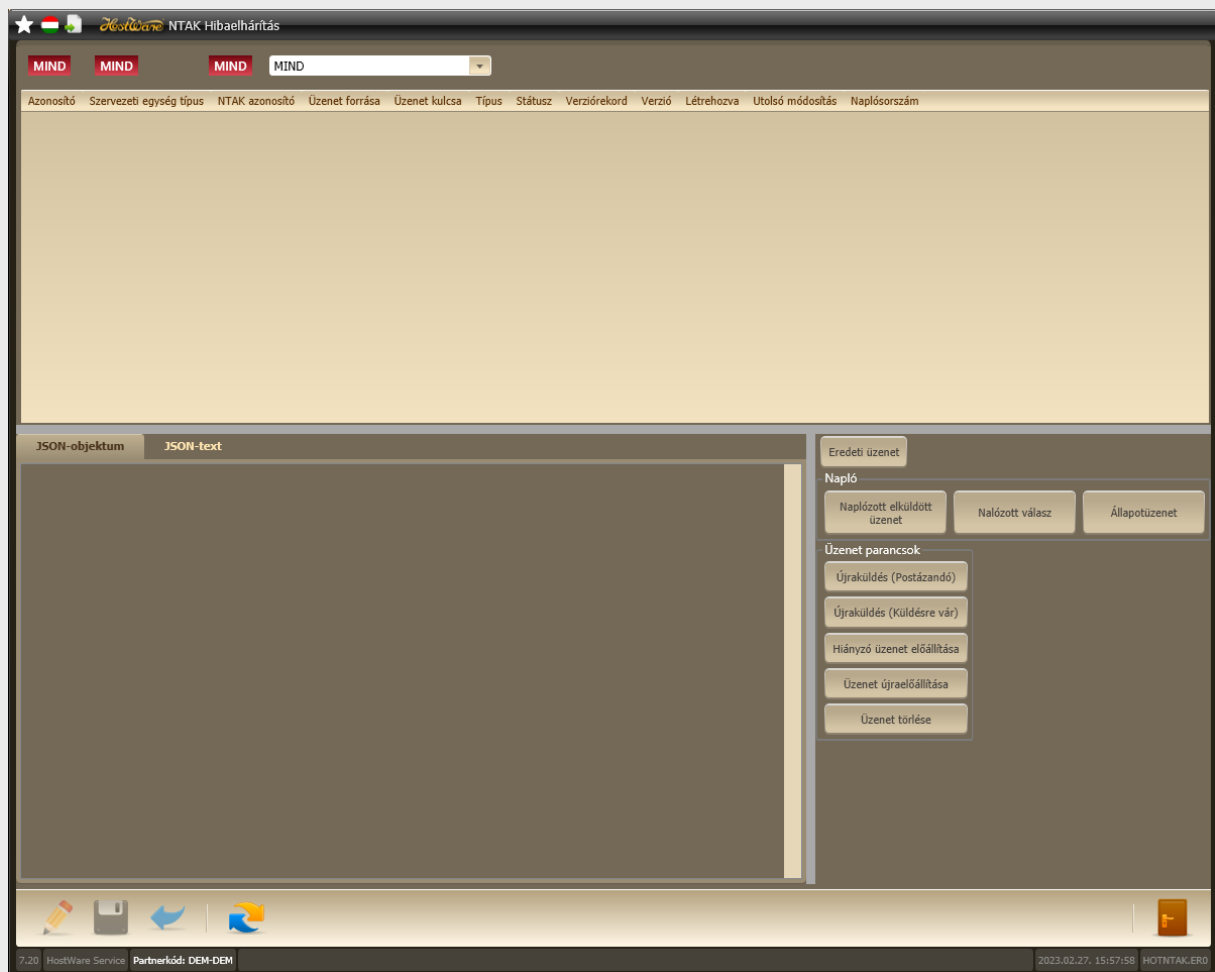 HostWare NTAK Hibaelhárítás
MIND MIND MIND MIND
Azonosító Szervezeti egység típus NTAK azonosító Üzenet forrása Üzenet kulcsa Típus Státusz Verziórekord Verzió Létrehozva Utolsó módosítás Naplósorszám
JSON-objektum JSON-text
Eredeti üzenet
Napló
Naplózott elküldött
üzenet
Nalózott válasz
Állapotüzenet
Üzenet parancsok
Újraküldés (Postázandó)
Újraküldés (Küldésre vár)
Hiányzó üzenet előállítása
Üzenet újraelőállítása
Üzenet törlése
7.20 HostWare Service Partnerkód: DEM-DEM 2023.02.27. 15:57:58 HOTNTAK.ER0